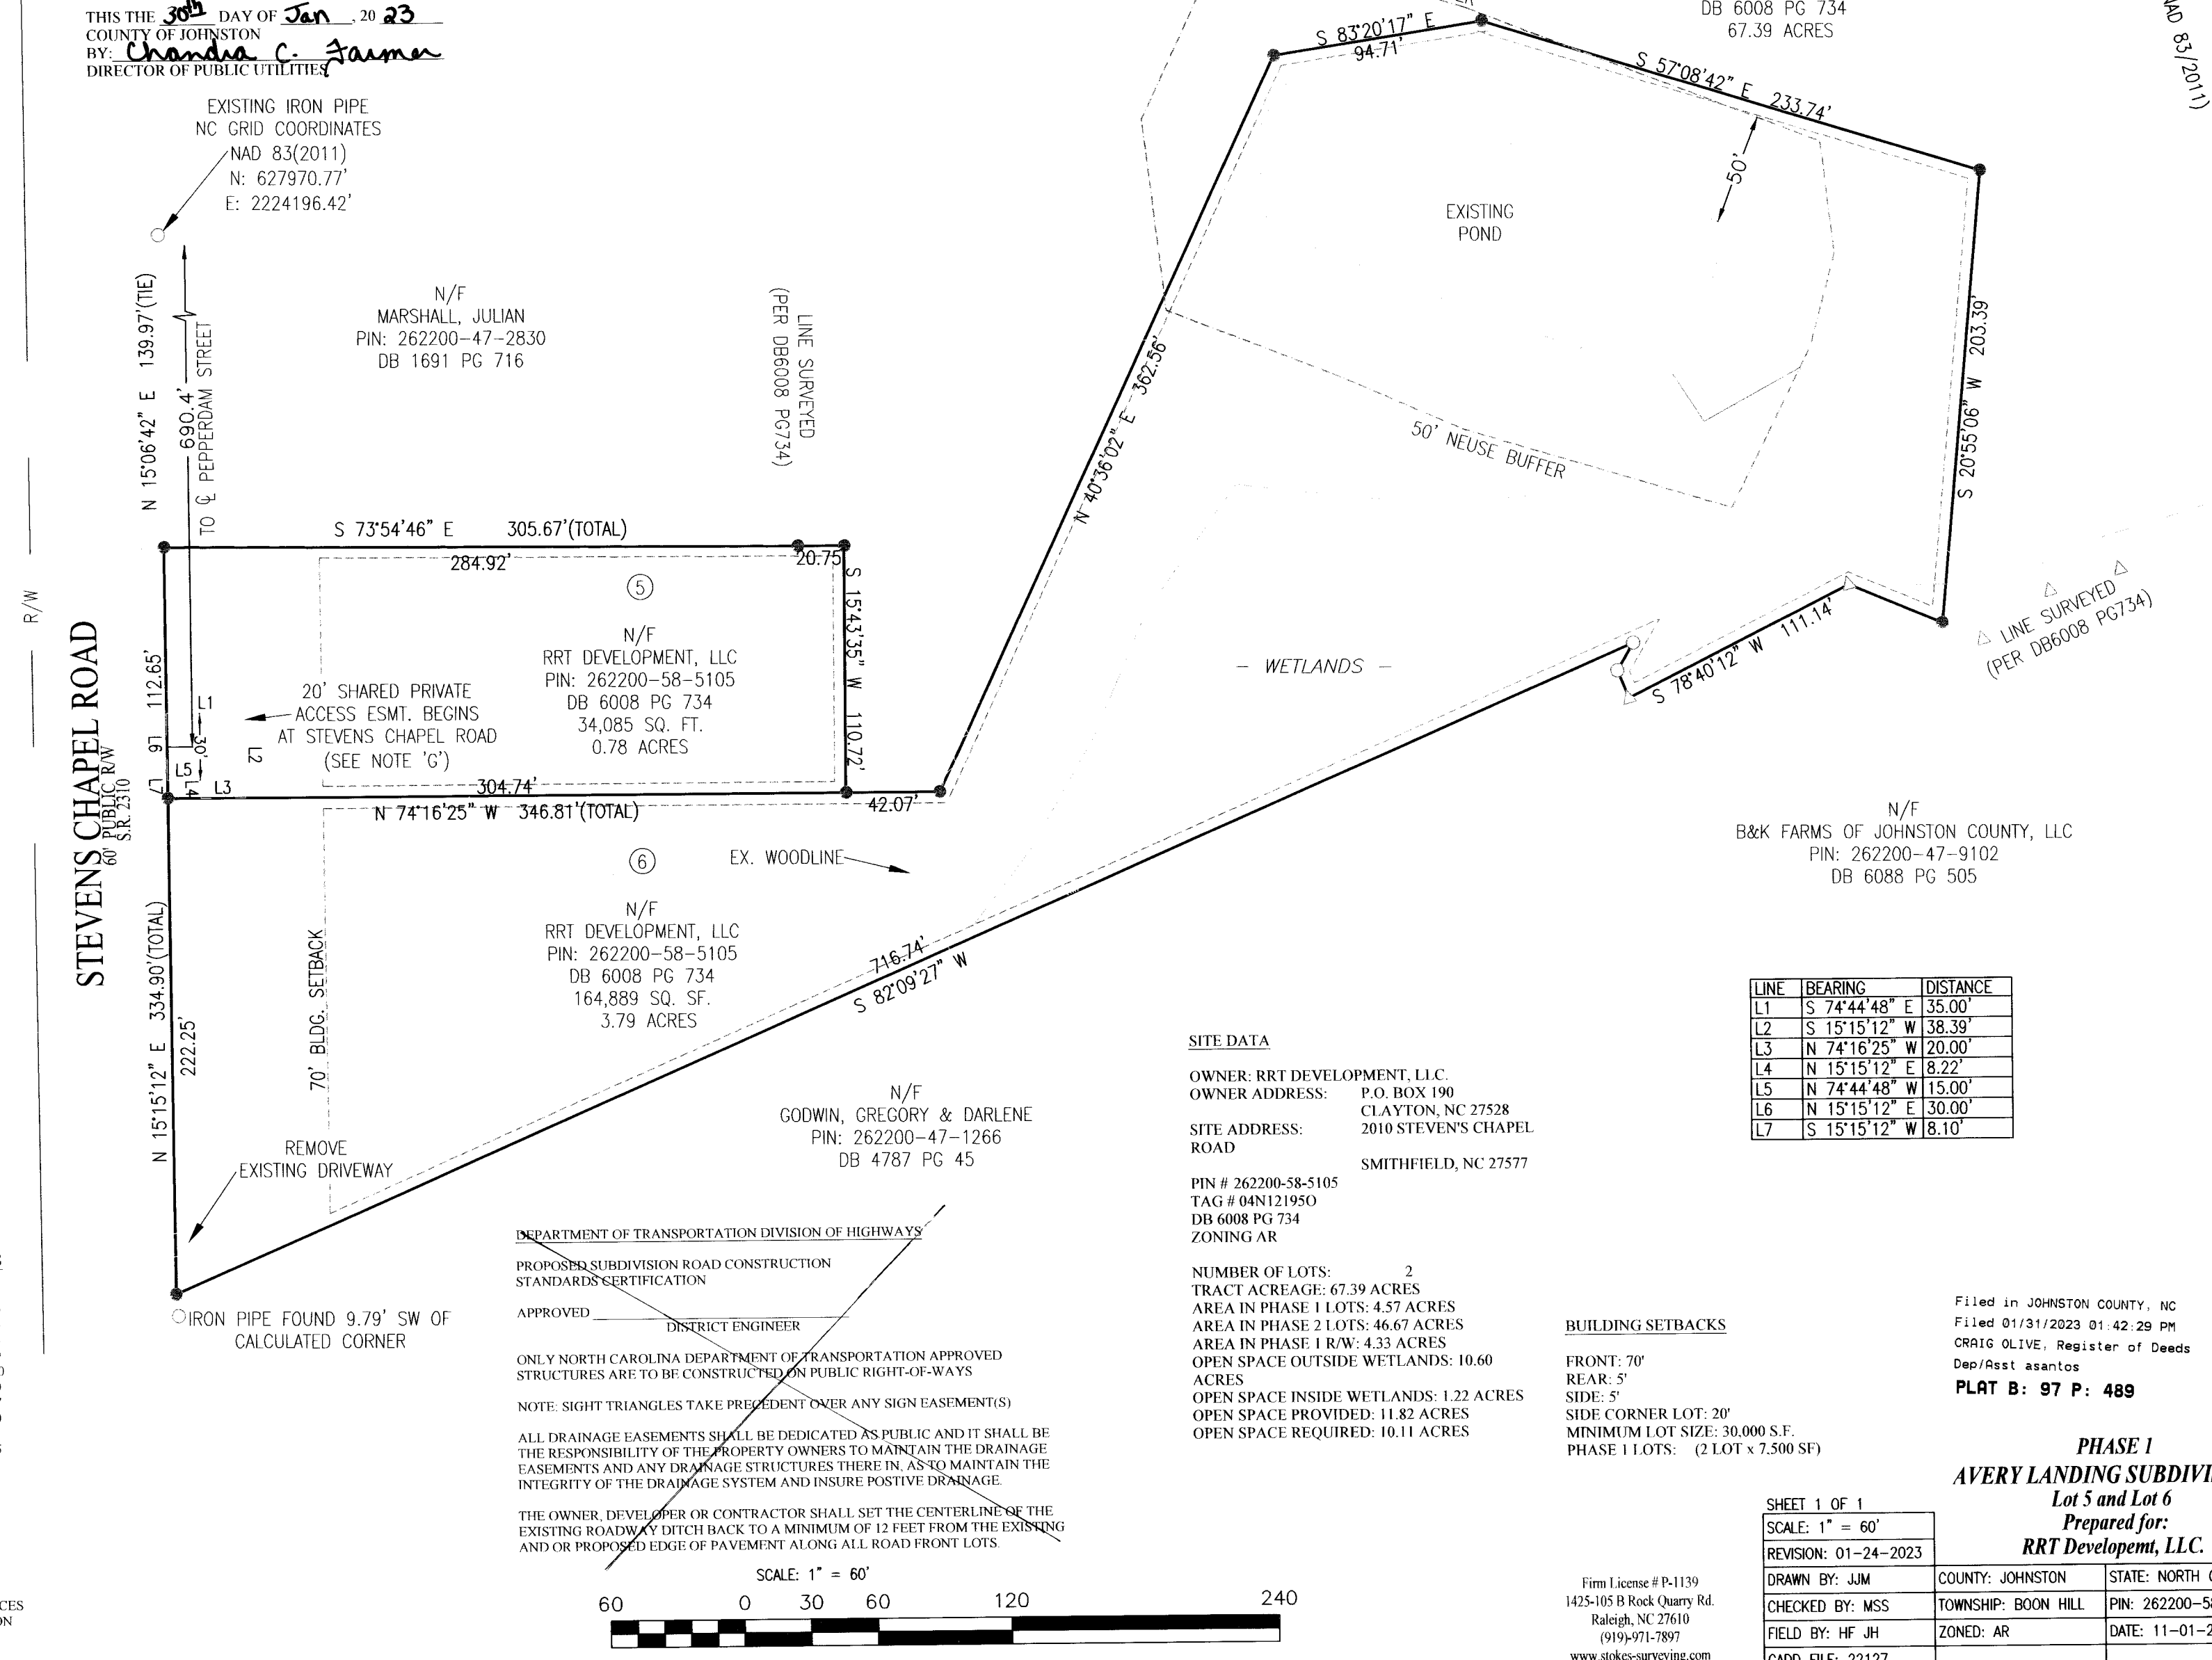 THIS THE 30th DAY OF Jan , 20 23
COUNTY OF JOHNSTON
BY: Chandra C. Farmer
DIRECTOR OF PUBLIC UTILITIES
EXISTING IRON PIPE
NC GRID COORDINATES
NAD 83(2011)
N: 627970.77'
E: 2224196.42'
DB 6008 PG 734
67.39 ACRES
NAD 83/2011)
S 83°20'17" E
94.71'
S 57°08'42" E 233.74'
50'
EXISTING
POND
N 15°06'42" E 139.97'(TIE)
690.4'
TO ℄ PEPPERDAM STREET
N/F
MARSHALL, JULIAN
PIN: 262200-47-2830
DB 1691 PG 716
LINE SURVEYED
(PER DB6008 PG734)
N 40°36'02" E 362.56'
50' NEUSE BUFFER
S 20°55'06" W 203.39'
S 73°54'46" E 305.67'(TOTAL)
284.92'
20.75'
S 15°43'35" W 110.72'
5
N/F
RRT DEVELOPMENT, LLC
PIN: 262200-58-5105
DB 6008 PG 734
34,085 SQ. FT.
0.78 ACRES
20' SHARED PRIVATE
ACCESS ESMT. BEGINS
AT STEVENS CHAPEL ROAD
(SEE NOTE 'G')
R/W
STEVENS CHAPEL ROAD
60' PUBLIC R/W
S.R. 2310
112.65'
L1
L6
30'
L2
L5
L7
L4
L3
304.74'
N 74°16'25" W 346.81'(TOTAL)
42.07'
- WETLANDS -
S 78°40'12" W 111.14'
LINE SURVEYED
(PER DB6008 PG734)
6
EX. WOODLINE
N/F
RRT DEVELOPMENT, LLC
PIN: 262200-58-5105
DB 6008 PG 734
164,889 SQ. SF.
3.79 ACRES
N/F
B&K FARMS OF JOHNSTON COUNTY, LLC
PIN: 262200-47-9102
DB 6088 PG 505
N 15°15'12" E 334.90'(TOTAL)
222.25'
70' BLDG. SETBACK
716.74'
S 82°09'27" W
N/F
GODWIN, GREGORY & DARLENE
PIN: 262200-47-1266
DB 4787 PG 45
REMOVE
EXISTING DRIVEWAY
IRON PIPE FOUND 9.79' SW OF
CALCULATED CORNER
LINE BEARING DISTANCE
L1 S 74°44'48" E 35.00'
L2 S 15°15'12" W 38.39'
L3 N 74°16'25" W 20.00'
L4 N 15°15'12" E 8.22'
L5 N 74°44'48" W 15.00'
L6 N 15°15'12" E 30.00'
L7 S 15°15'12" W 8.10'
SITE DATA
OWNER: RRT DEVELOPMENT, LLC.
OWNER ADDRESS: P.O. BOX 190
CLAYTON, NC 27528
SITE ADDRESS: 2010 STEVEN'S CHAPEL
ROAD
SMITHFIELD, NC 27577
PIN # 262200-58-5105
TAG # 04N12195O
DB 6008 PG 734
ZONING AR
NUMBER OF LOTS: 2
TRACT ACREAGE: 67.39 ACRES
AREA IN PHASE 1 LOTS: 4.57 ACRES
AREA IN PHASE 2 LOTS: 46.67 ACRES
AREA IN PHASE 1 R/W: 4.33 ACRES
OPEN SPACE OUTSIDE WETLANDS: 10.60
ACRES
OPEN SPACE INSIDE WETLANDS: 1.22 ACRES
OPEN SPACE PROVIDED: 11.82 ACRES
OPEN SPACE REQUIRED: 10.11 ACRES
BUILDING SETBACKS
FRONT: 70'
REAR: 5'
SIDE: 5'
SIDE CORNER LOT: 20'
MINIMUM LOT SIZE: 30,000 S.F.
PHASE 1 LOTS: (2 LOT x 7,500 SF)
DEPARTMENT OF TRANSPORTATION DIVISION OF HIGHWAYS
PROPOSED SUBDIVISION ROAD CONSTRUCTION
STANDARDS CERTIFICATION
APPROVED
DISTRICT ENGINEER
ONLY NORTH CAROLINA DEPARTMENT OF TRANSPORTATION APPROVED
STRUCTURES ARE TO BE CONSTRUCTED ON PUBLIC RIGHT-OF-WAYS
NOTE: SIGHT TRIANGLES TAKE PRECEDENT OVER ANY SIGN EASEMENT(S)
ALL DRAINAGE EASEMENTS SHALL BE DEDICATED AS PUBLIC AND IT SHALL BE
THE RESPONSIBILITY OF THE PROPERTY OWNERS TO MAINTAIN THE DRAINAGE
EASEMENTS AND ANY DRAINAGE STRUCTURES THERE IN, AS TO MAINTAIN THE
INTEGRITY OF THE DRAINAGE SYSTEM AND INSURE POSTIVE DRAINAGE.
THE OWNER, DEVELOPER OR CONTRACTOR SHALL SET THE CENTERLINE OF THE
EXISTING ROADWAY DITCH BACK TO A MINIMUM OF 12 FEET FROM THE EXISTING
AND OR PROPOSED EDGE OF PAVEMENT ALONG ALL ROAD FRONT LOTS.
SCALE: 1" = 60'
60 0 30 60 120 240
Filed in JOHNSTON COUNTY, NC
Filed 01/31/2023 01:42:29 PM
CRAIG OLIVE, Register of Deeds
Dep/Asst asantos
PLAT B: 97 P: 489
PHASE 1
AVERY LANDING SUBDIVI
Lot 5 and Lot 6
Prepared for:
RRT Developemt, LLC.
SHEET 1 OF 1
SCALE: 1" = 60'
REVISION: 01-24-2023
DRAWN BY: JJM COUNTY: JOHNSTON STATE: NORTH
CHECKED BY: MSS TOWNSHIP: BOON HILL PIN: 262200-5
FIELD BY: HF JH ZONED: AR DATE: 11-01-2
CADD FILE: 22127
Firm License # P-1139
1425-105 B Rock Quarry Rd.
Raleigh, NC 27610
(919)-971-7897
www.stokes-surveying.com
CES
ON